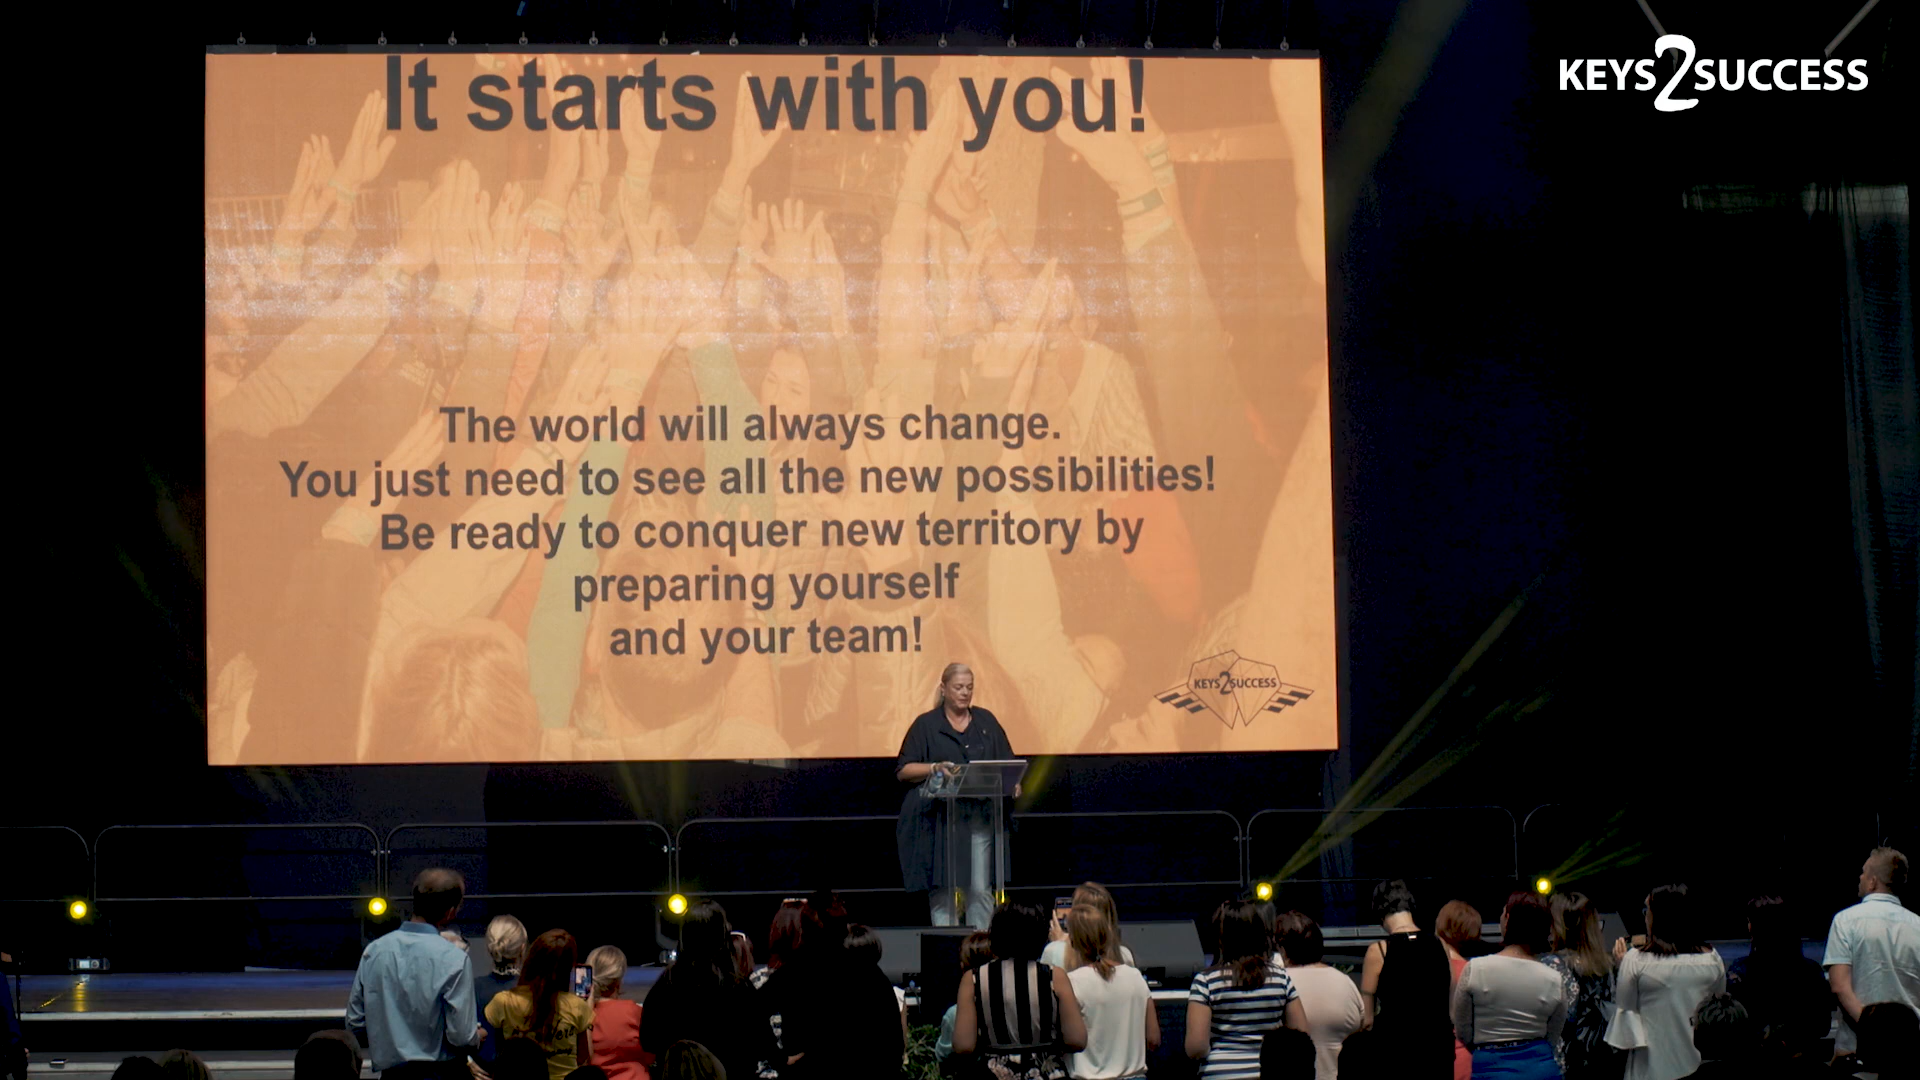 It starts with you!
KEYS2SUCCESS
The world will always change.
You just need to see all the new possibilities!
Be ready to conquer new territory by
preparing yourself
and your team!
KEYS2SUCCESS